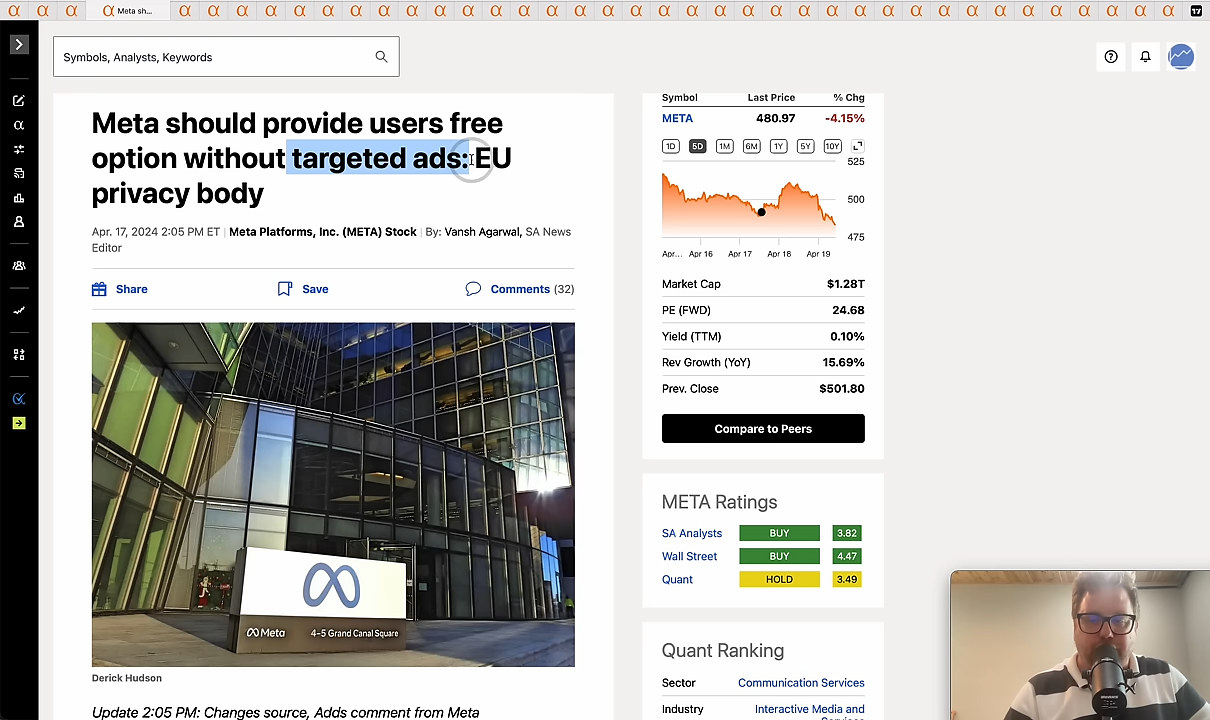 α Meta sh...
Symbols, Analysts, Keywords
Meta should provide users free
option without targeted ads: EU
privacy body
Apr. 17, 2024 2:05 PM ET | Meta Platforms, Inc. (META) Stock | By: Vansh Agarwal, SA News
Editor
Share
Save
Comments (32)
Meta
4-5 Grand Canal Square
Derick Hudson
Update 2:05 PM: Changes source, Adds comment from Meta
Symbol Last Price % Chg
META 480.97 -4.15%
1D 5D 1M 6M 1Y 5Y 10Y
525
500
475
Apr... Apr 16 Apr 17 Apr 18 Apr 19
Market Cap $1.28T
PE (FWD) 24.68
Yield (TTM) 0.10%
Rev Growth (YoY) 15.69%
Prev. Close $501.80
Compare to Peers
META Ratings
SA Analysts BUY 3.82
Wall Street BUY 4.47
Quant HOLD 3.49
Quant Ranking
Sector Communication Services
Industry Interactive Media and
Services